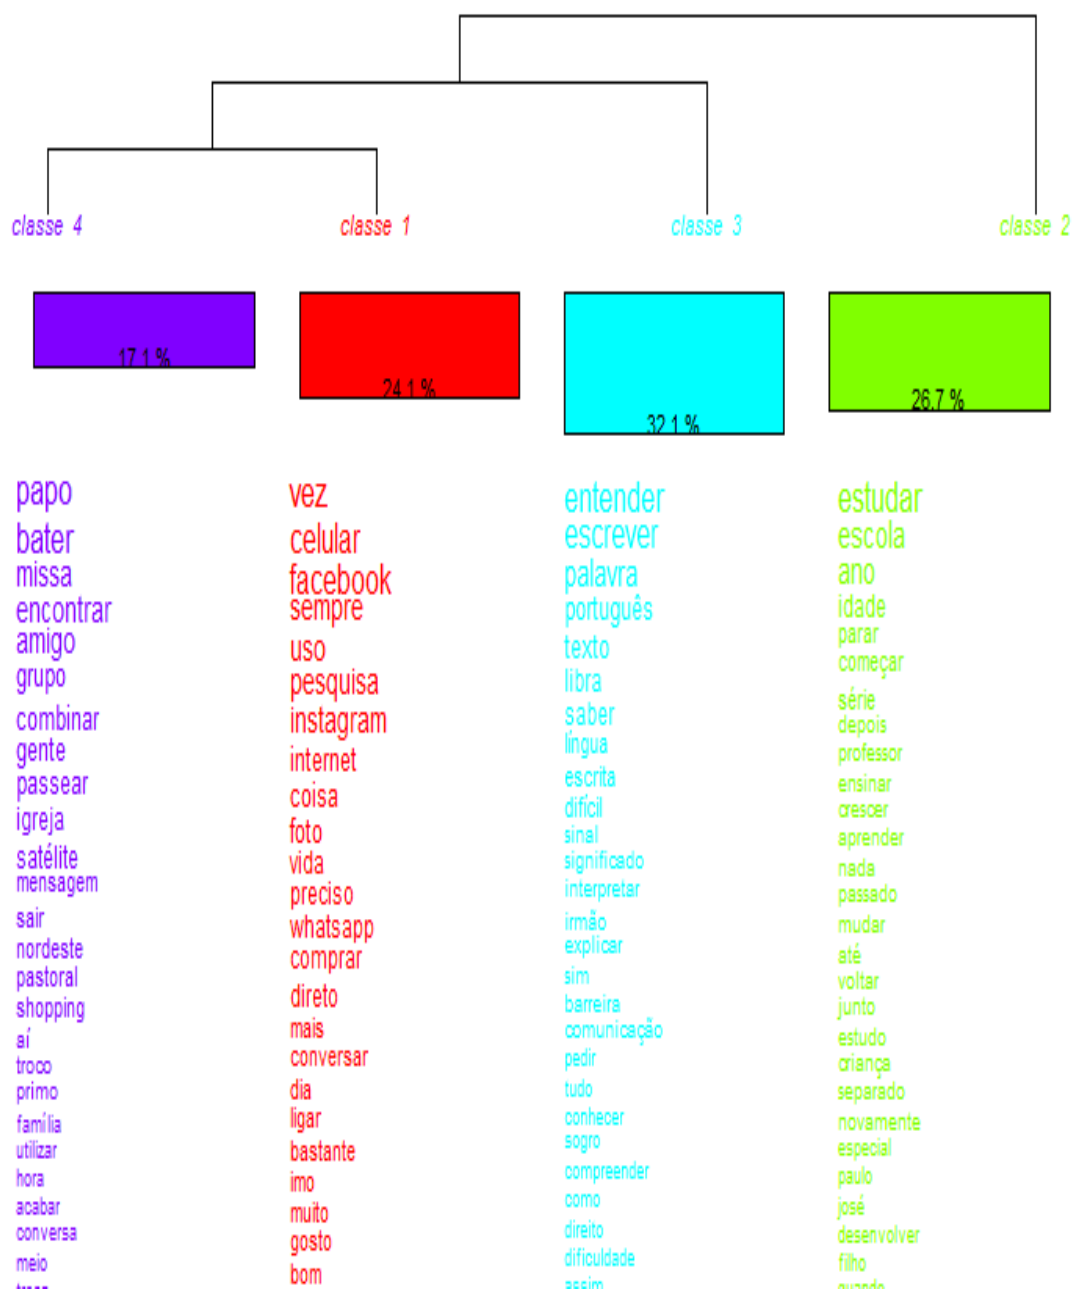 classe 4
classe 1
classe 3
classe 2
17.1 %
24.1 %
32.1 %
26.7 %
papo
bater
missa
encontrar
amigo
grupo
combinar
gente
passear
igreja
satélite
mensagem
sair
nordeste
pastoral
shopping
aí
troco
primo
família
utilizar
hora
acabar
conversa
meio
vez
celular
facebook
sempre
uso
pesquisa
instagram
internet
coisa
foto
vida
preciso
whatsapp
comprar
direto
mais
conversar
dia
ligar
bastante
imo
muito
gosto
bom
entender
escrever
palavra
português
texto
libra
saber
língua
escrita
difícil
sinal
significado
interpretar
irmão
explicar
sim
barreira
comunicação
pedir
tudo
conhecer
sogro
compreender
como
direito
dificuldade
assim
estudar
escola
ano
idade
parar
começar
série
depois
professor
ensinar
crescer
aprender
nada
passado
mudar
até
voltar
junto
estudo
criança
separado
novamente
especial
paulo
josé
desenvolver
filho
quando